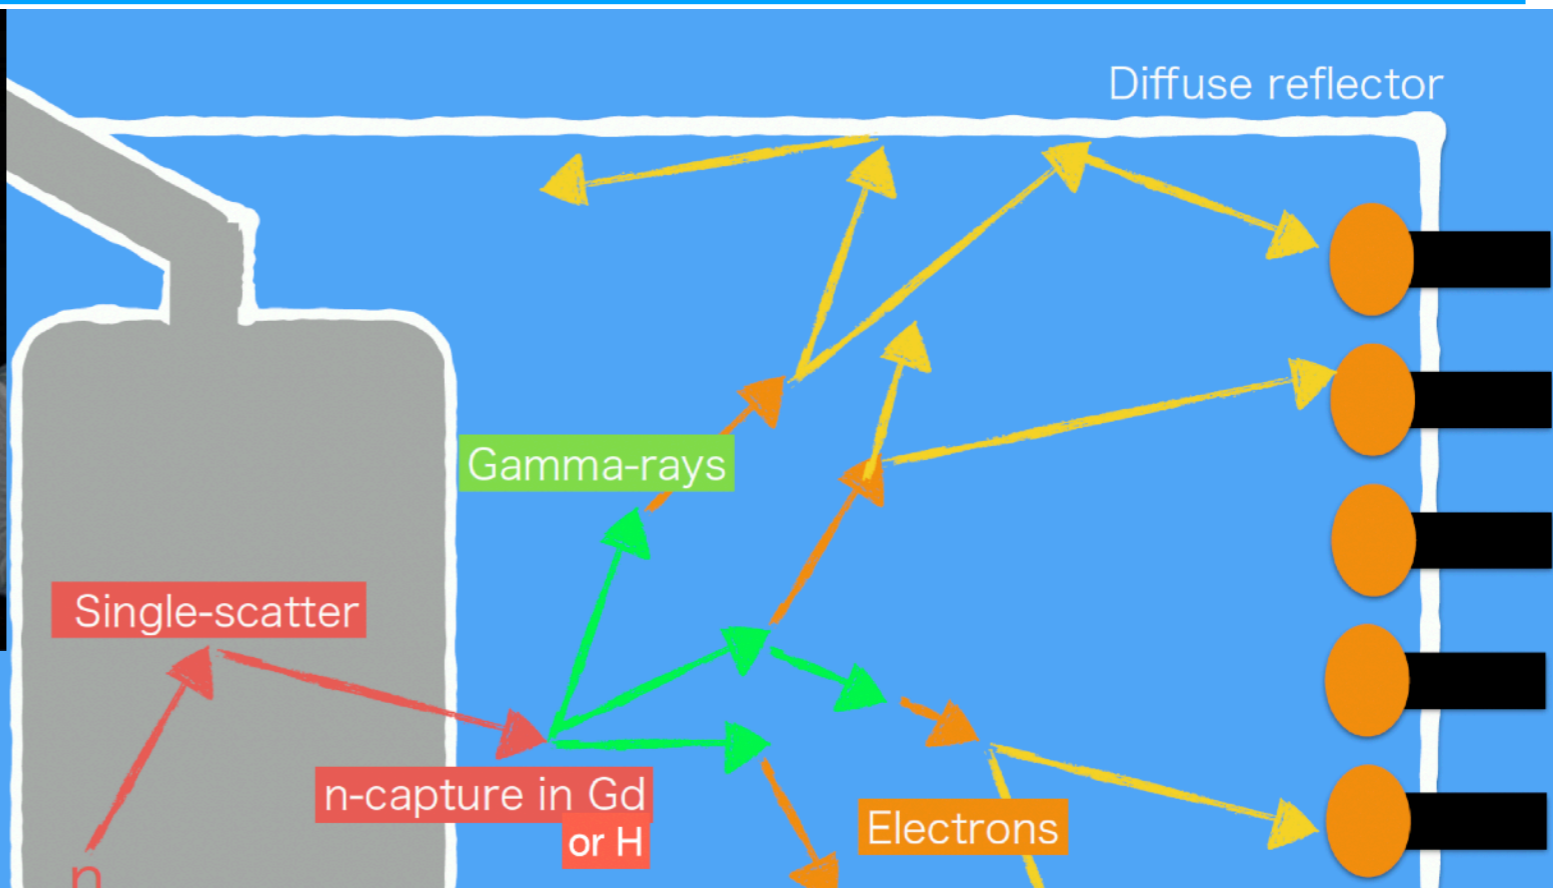 Diffuse reflector
Gamma-rays
Single-scatter
n-capture in Gd
or H
Electrons
n